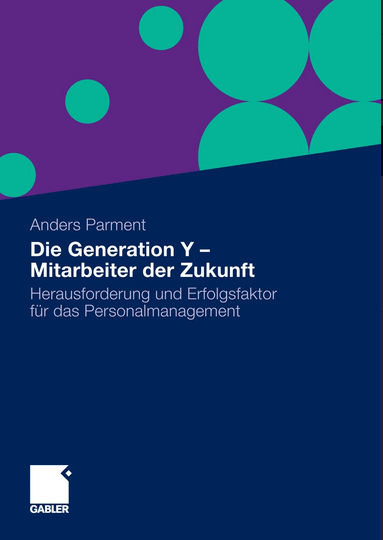 Anders Parment
Die Generation Y –
Mitarbeiter der Zukunft
Herausforderung und Erfolgsfaktor
für das Personalmanagement
GABLER